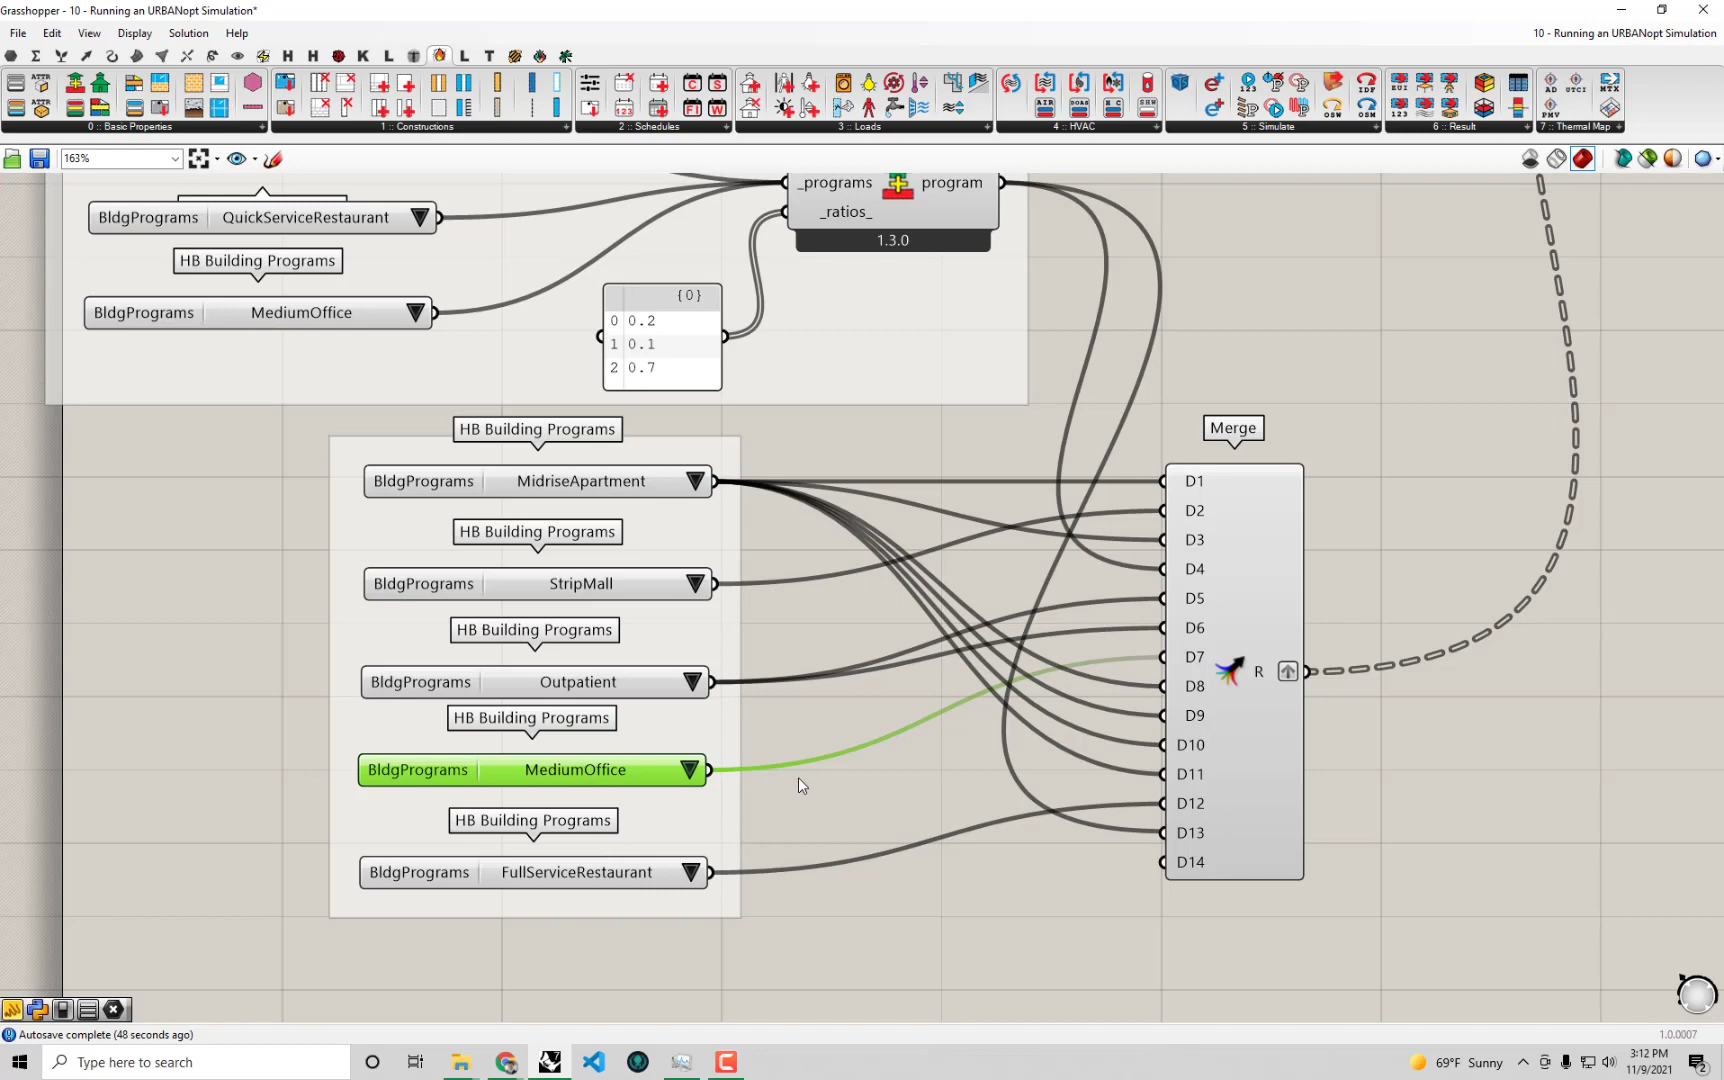 Grasshopper - 10 - Running an URBANopt Simulation*
File Edit View Display Solution Help
10 - Running an URBANopt Simulation
0 :: Basic Properties
1 :: Constructions
2 :: Schedules
3 :: Loads
4 :: HVAC
5 :: Simulate
6 :: Result
7 :: Thermal Map
163%
_programs program
_ratios_
1.3.0
BldgPrograms QuickServiceRestaurant
HB Building Programs
BldgPrograms MediumOffice
{0}
0 0.2
1 0.1
2 0.7
HB Building Programs
BldgPrograms MidriseApartment
HB Building Programs
BldgPrograms StripMall
HB Building Programs
BldgPrograms Outpatient
HB Building Programs
BldgPrograms MediumOffice
HB Building Programs
BldgPrograms FullServiceRestaurant
Merge
D1
D2
D3
D4
D5
D6
D7
D8
D9
D10
D11
D12
D13
D14
R
Autosave complete (48 seconds ago)
1.0.0007
Type here to search
69°F Sunny
3:12 PM
11/9/2021
2